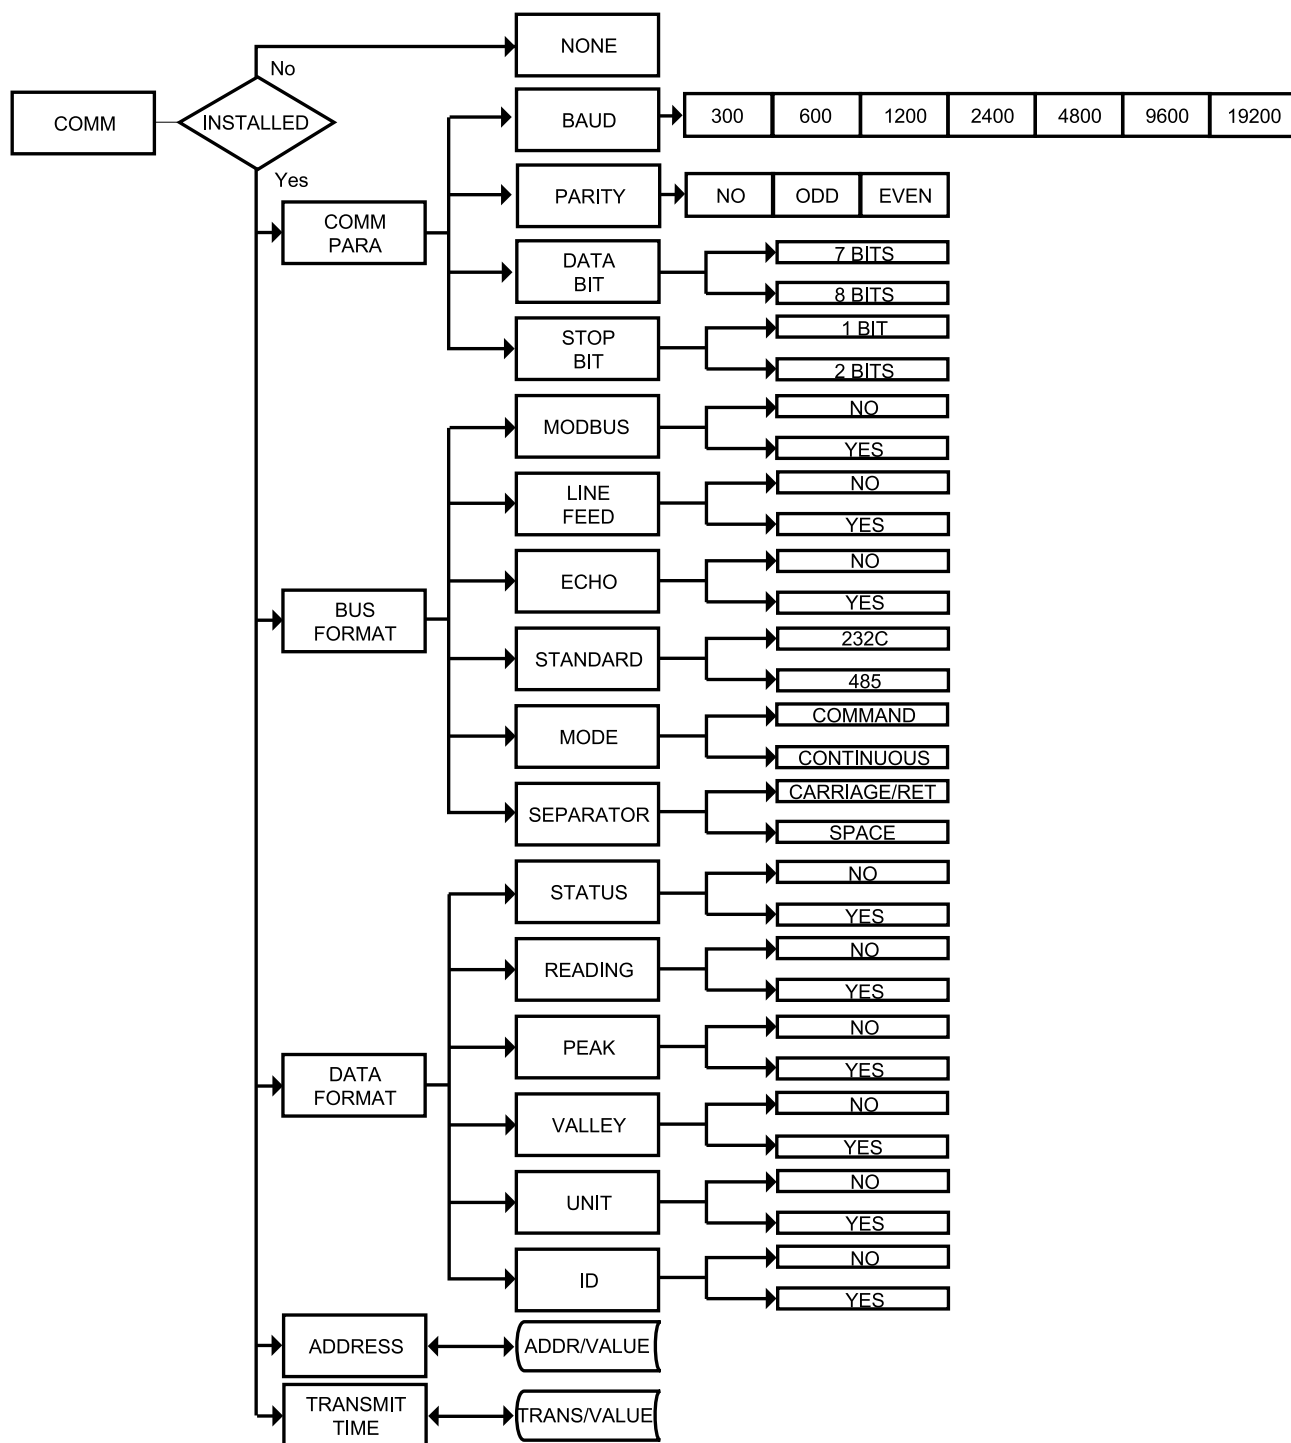 NONE
No
COMM
INSTALLED
BAUD
300 600 1200 2400 4800 9600 19200
Yes
COMM
PARA
PARITY
NO ODD EVEN
DATA
BIT
7 BITS
8 BITS
STOP
BIT
1 BIT
2 BITS
BUS
FORMAT
MODBUS
NO
YES
LINE
FEED
NO
YES
ECHO
NO
YES
STANDARD
232C
485
MODE
COMMAND
CONTINUOUS
SEPARATOR
CARRIAGE/RET
SPACE
DATA
FORMAT
STATUS
NO
YES
READING
NO
YES
PEAK
NO
YES
VALLEY
NO
YES
UNIT
NO
YES
ID
NO
YES
ADDRESS
ADDR/VALUE
TRANSMIT
TIME
TRANS/VALUE